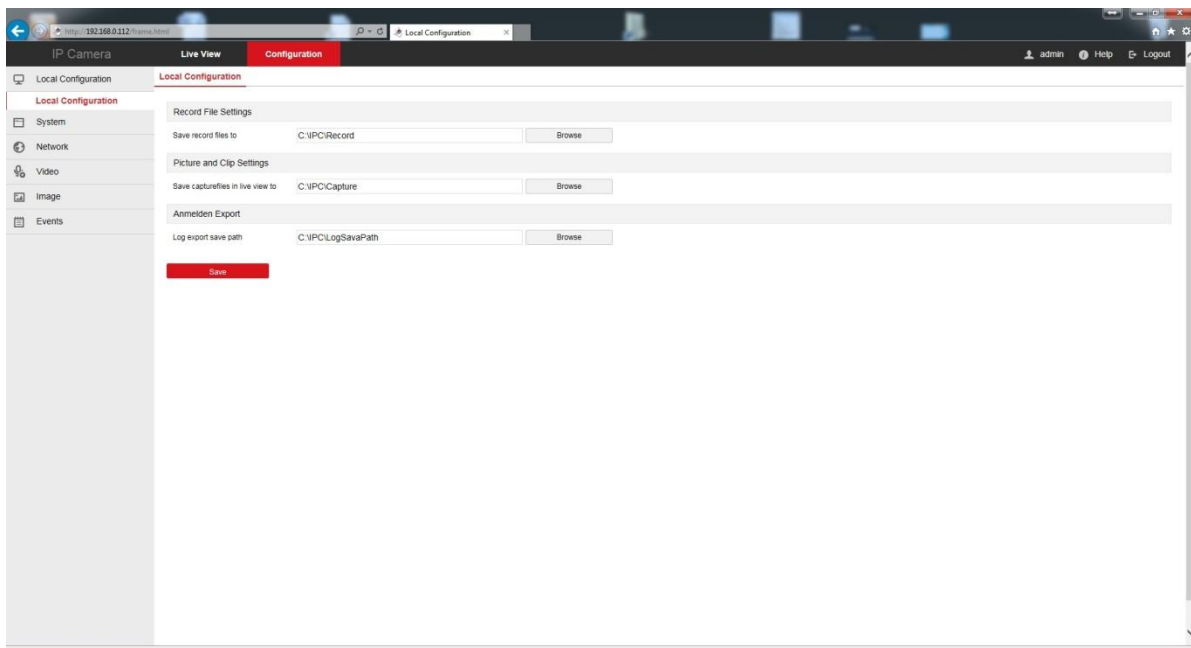 http://192.168.0.112/frame.html
Local Configuration
IP Camera
Live View
Configuration
admin
Help
Logout
Local Configuration
Local Configuration
System
Network
Video
Image
Events
Local Configuration
Record File Settings
Save record files to C:\IPC\Record Browse
Picture and Clip Settings
Save capturefiles in live view to C:\IPC\Capture Browse
Anmelden Export
Log export save path C:\IPC\LogSavaPath Browse
Save